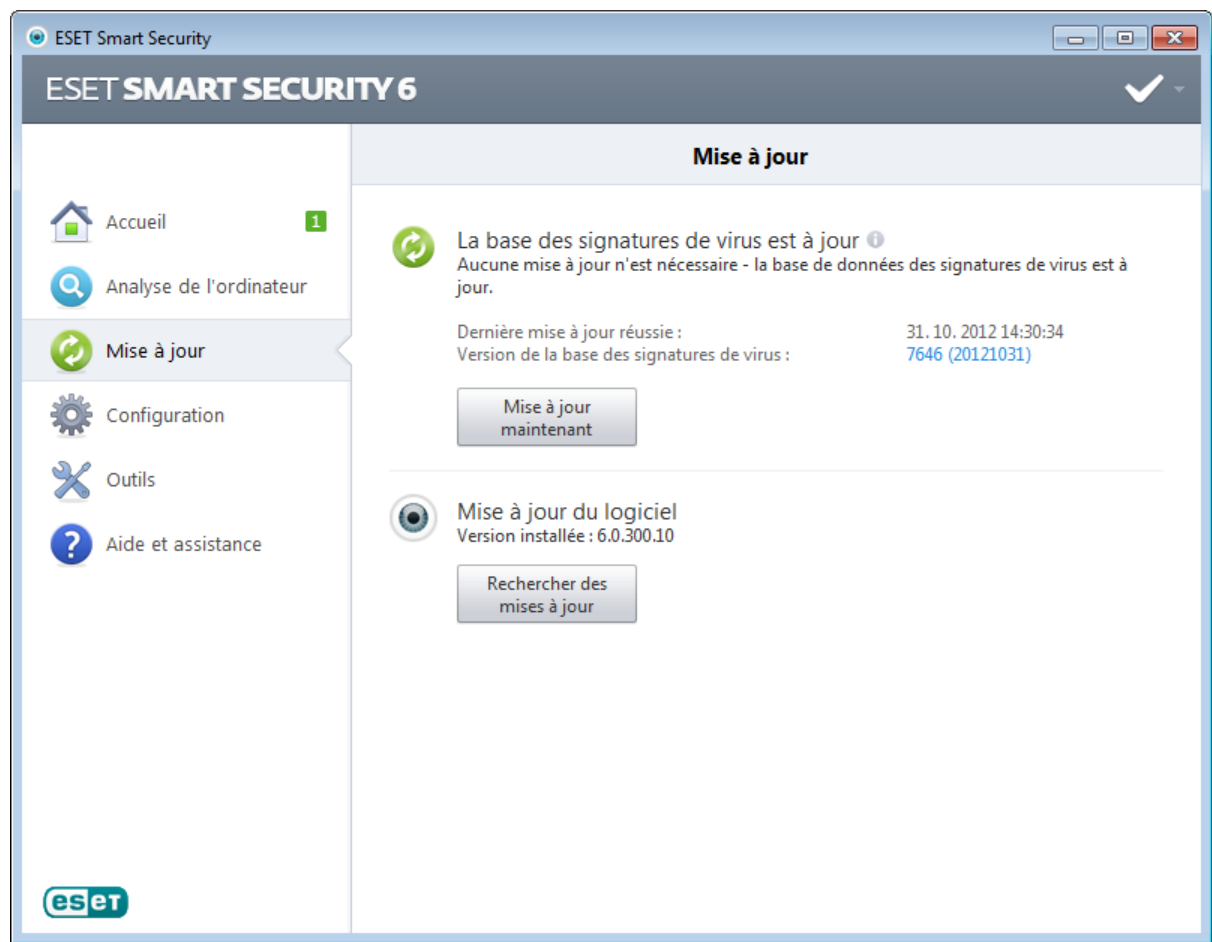 ESET Smart Security
ESET SMART SECURITY 6
Mise à jour
Accueil
1
Analyse de l'ordinateur
Mise à jour
Configuration
Outils
Aide et assistance
La base des signatures de virus est à jour
Aucune mise à jour n'est nécessaire - la base de données des signatures de virus est à
jour.
Dernière mise à jour réussie : 31. 10. 2012 14:30:34
Version de la base des signatures de virus : 7646 (20121031)
Mise à jour
maintenant
Mise à jour du logiciel
Version installée : 6.0.300.10
Rechercher des
mises à jour
eseT